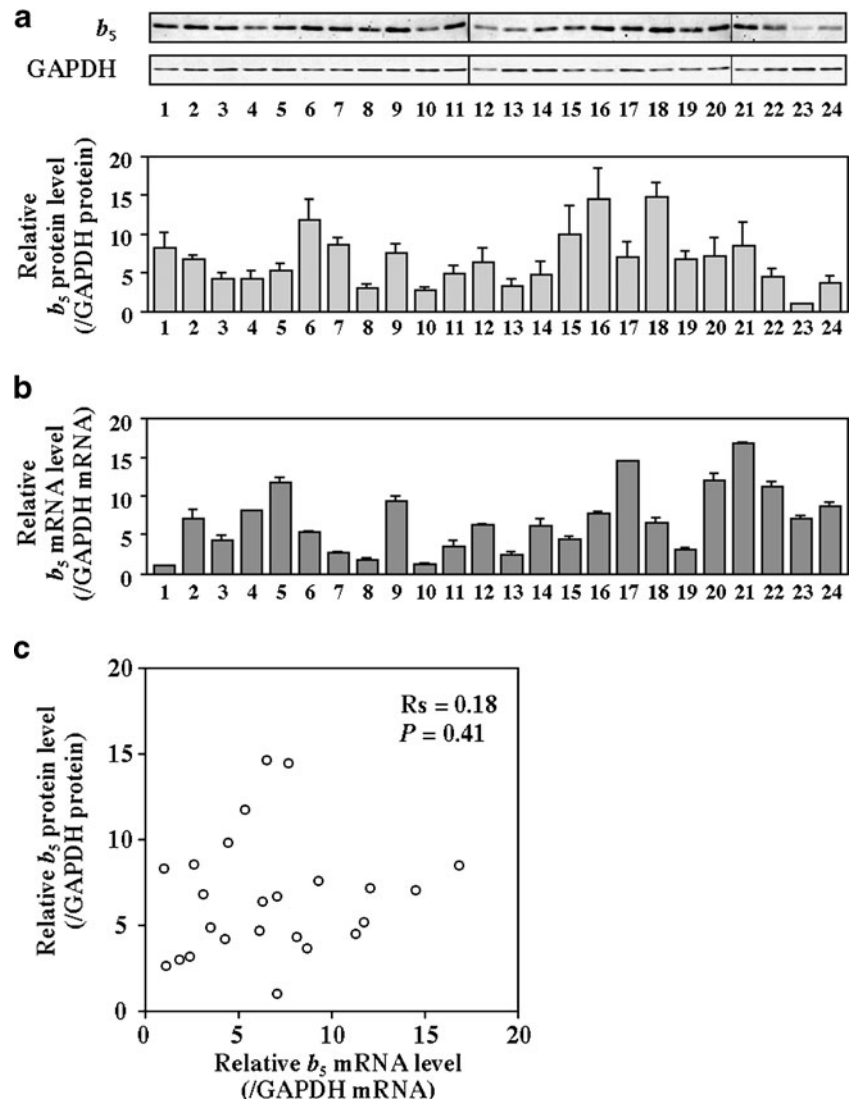 a
b5
GAPDH
1 2 3 4 5 6 7 8 9 10 11 12 13 14 15 16 17 18 19 20 21 22 23 24
Relative
b5 protein level
(/GAPDH protein)
20
15
10
5
0
1 2 3 4 5 6 7 8 9 10 11 12 13 14 15 16 17 18 19 20 21 22 23 24
b
Relative
b5 mRNA level
(/GAPDH mRNA)
20
15
10
5
0
1 2 3 4 5 6 7 8 9 10 11 12 13 14 15 16 17 18 19 20 21 22 23 24
c
Relative b5 protein level
(/GAPDH protein)
20
15
10
5
0
Rs = 0.18
P = 0.41
0 5 10 15 20
Relative b5 mRNA level
(/GAPDH mRNA)